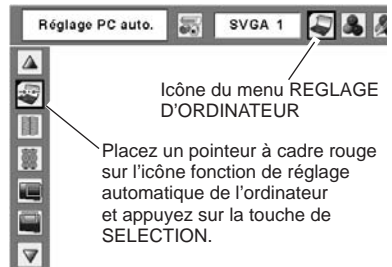 Réglage PC auto.
SVGA 1
Icône du menu REGLAGE
D'ORDINATEUR
Placez un pointeur à cadre rouge
sur l'icône fonction de réglage
automatique de l'ordinateur
et appuyez sur la touche de
SELECTION.